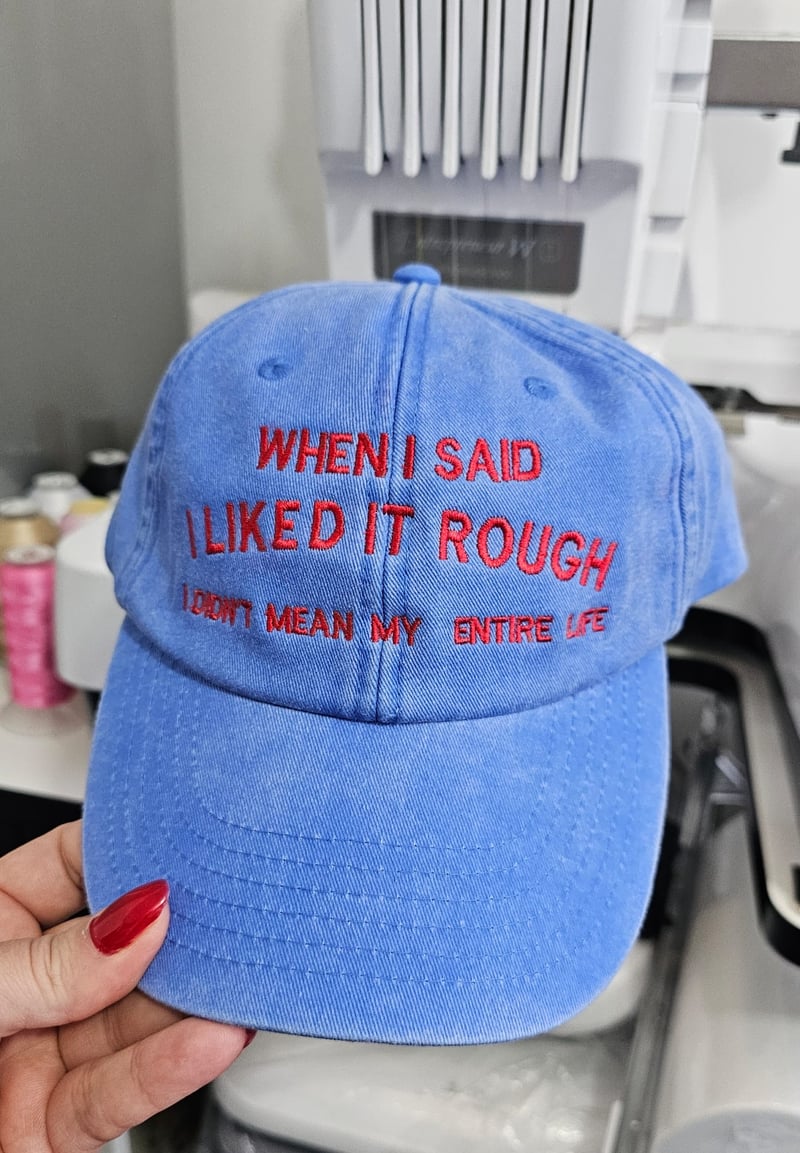 WHEN I SAID
I LIKED IT ROUGH
I DIDN'T MEAN MY ENTIRE LIFE